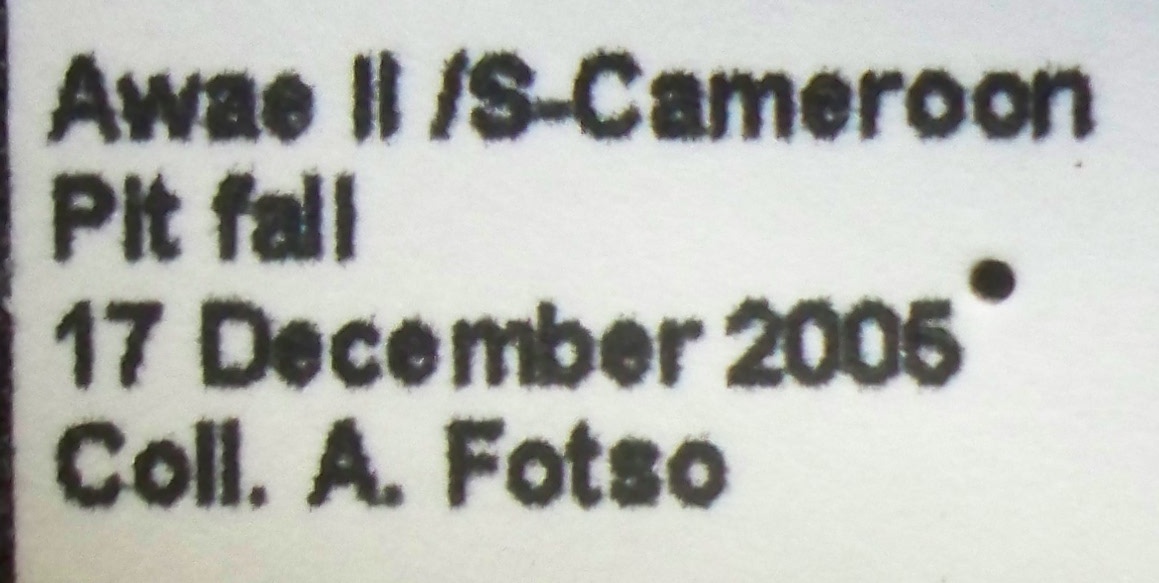 Awae II /S-Cameroon
Pit fall
17 December 2005
Coll. A. Fotso